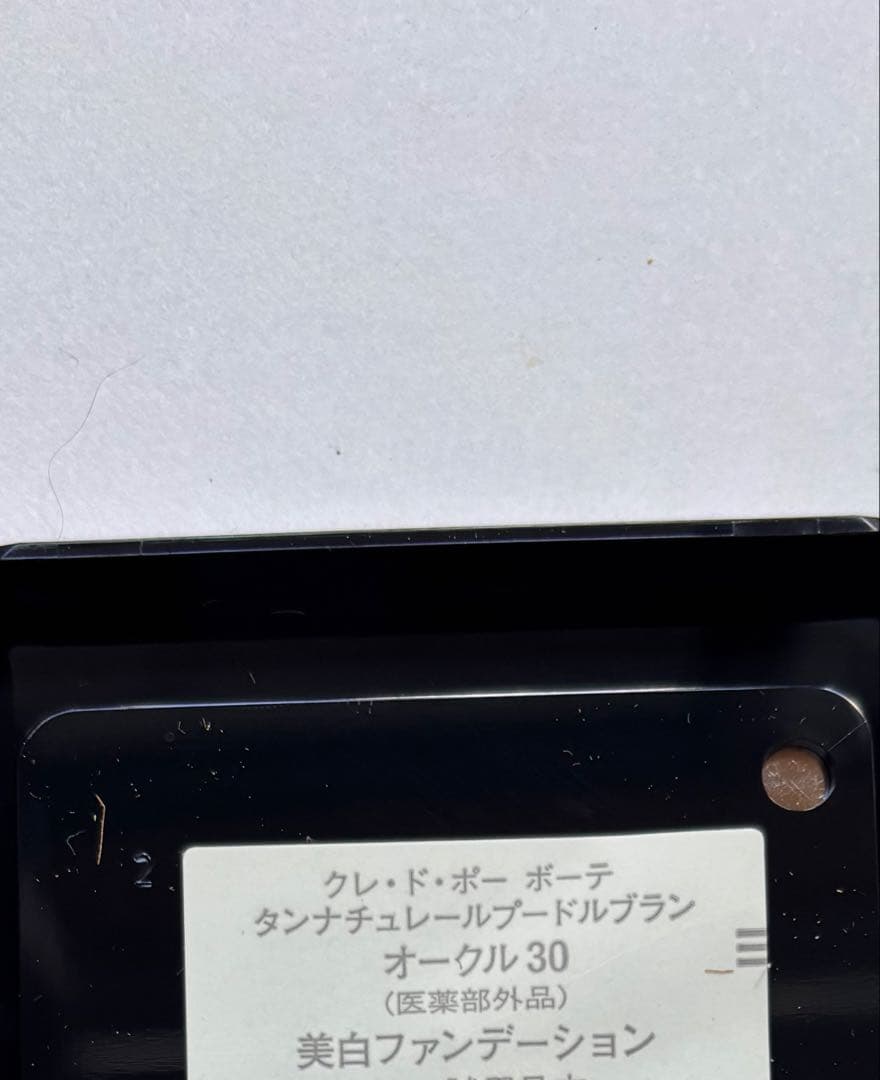 2
クレ・ド・ポー ボーテ
タンナチュレールプードルブラン
オークル30
(医薬部外品)
美白ファンデーション